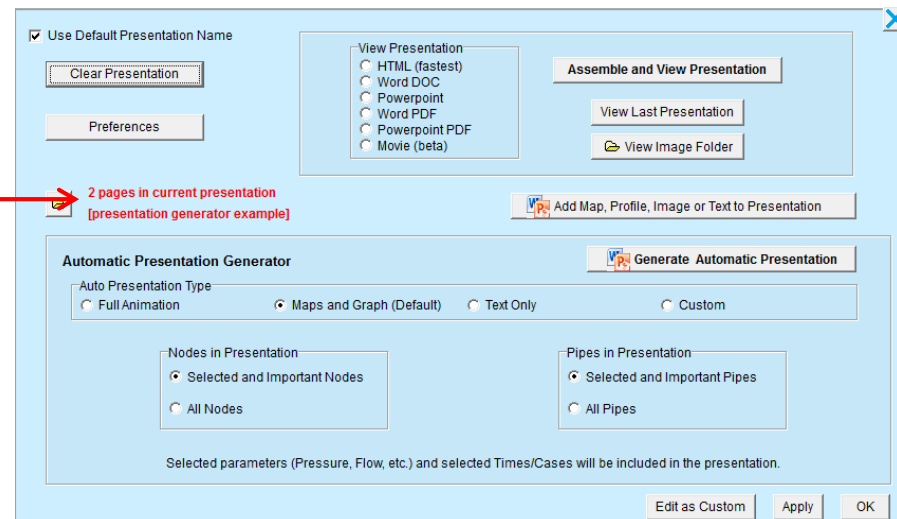 Use Default Presentation Name
Clear Presentation
Preferences
View Presentation
HTML (fastest)
Word DOC
Powerpoint
Word PDF
Powerpoint PDF
Movie (beta)
Assemble and View Presentation
View Last Presentation
View Image Folder
2 pages in current presentation
[presentation generator example]
Add Map, Profile, Image or Text to Presentation
Automatic Presentation Generator
Generate Automatic Presentation
Auto Presentation Type
Full Animation
Maps and Graph (Default)
Text Only
Custom
Nodes in Presentation
Selected and Important Nodes
All Nodes
Pipes in Presentation
Selected and Important Pipes
All Pipes
Selected parameters (Pressure, Flow, etc.) and selected Times/Cases will be included in the presentation.
Edit as Custom
Apply
OK